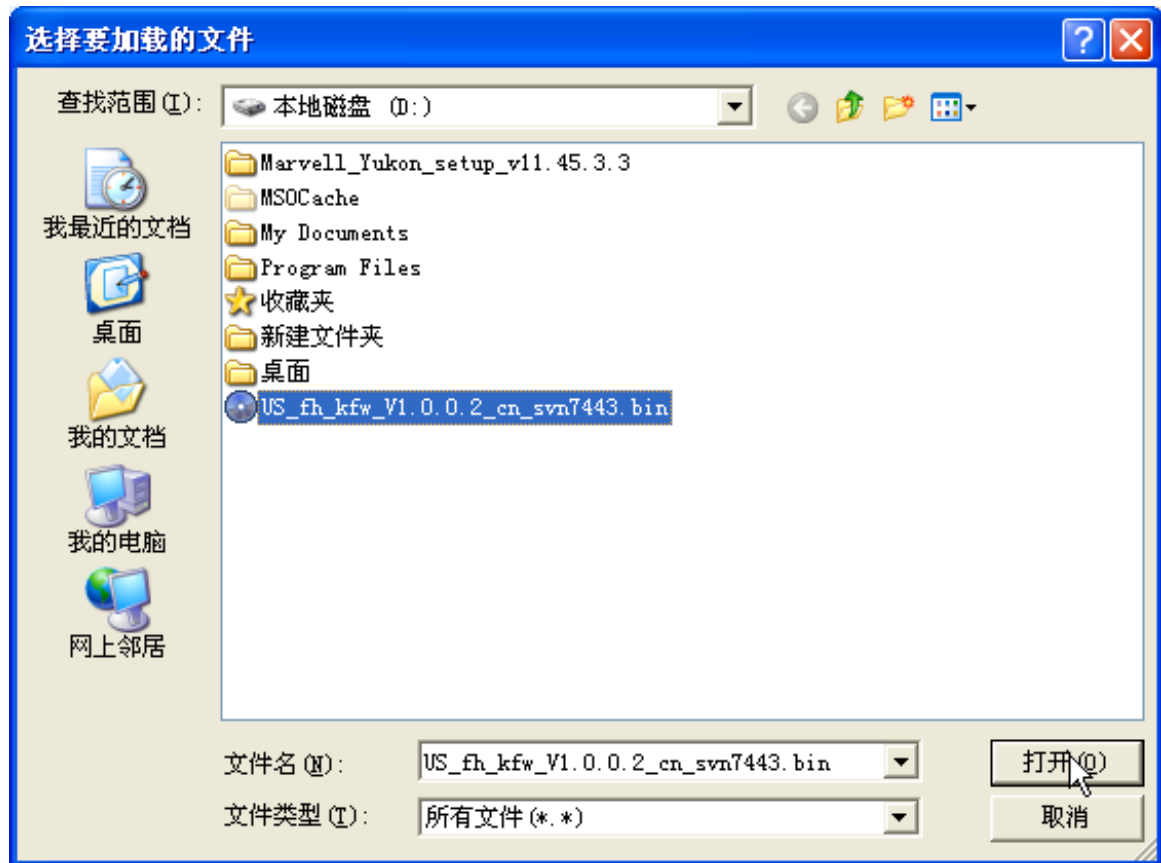 选择要加载的文件
查找范围(I):
本地磁盘 (D:)
我最近的文档
桌面
我的文档
我的电脑
网上邻居
Marvell_Yukon_setup_v11.45.3.3
MSOCache
My Documents
Program Files
收藏夹
新建文件夹
桌面
US_fh_kfw_V1.0.0.2_cn_svn7443.bin
文件名(N):
US_fh_kfw_V1.0.0.2_cn_svn7443.bin
打开(O)
文件类型(T):
所有文件(*.*)
取消